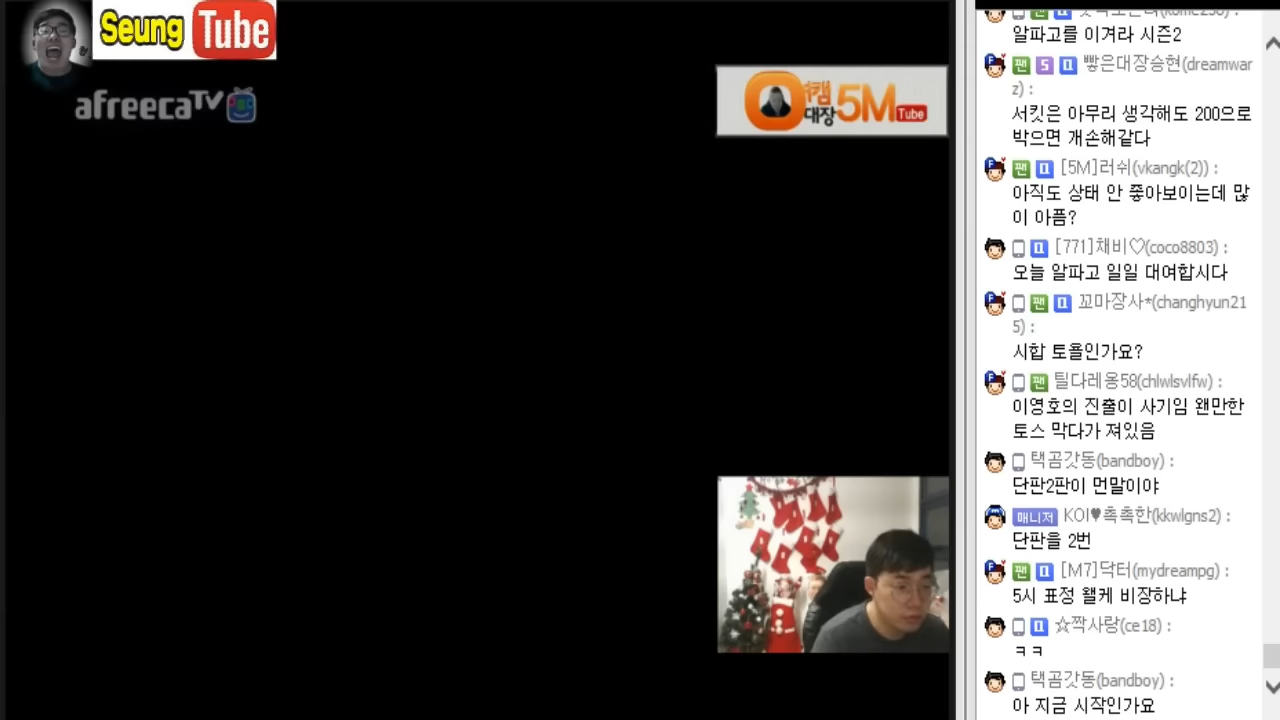 Seung Tube
afreecaTV
캠
대장 5M Tube
알파고를 이겨라 시즌2
팬 S 빻은대장승현(dreamwar
z) :
서킷은 아무리 생각해도 200으로
박으면 개손해같다
팬 [5M]러쉬(vkangk(2)) :
아직도 상태 안 좋아보이는데 많
이 아픔?
[771]채비♡(coco8803) :
오늘 알파고 일일 대여합시다
팬 꼬마장사*(changhyun21
5) :
시합 토욜인가요?
팬 틸다레옹58(chlwlsvlfw) :
이영호의 진출이 사기임 왠만한
토스 막다가 져있음
택곰갓동(bandboy) :
단판2판이 먼말이야
매니저 KOI♥촉촉한(kkwlgns2) :
단판을 2번
팬 [M7]닥터(mydreampg) :
5시 표정 왤케 비장하냐
☆짝사랑(ce18) :
ㅋㅋ
택곰갓동(bandboy) :
아 지금 시작인가요